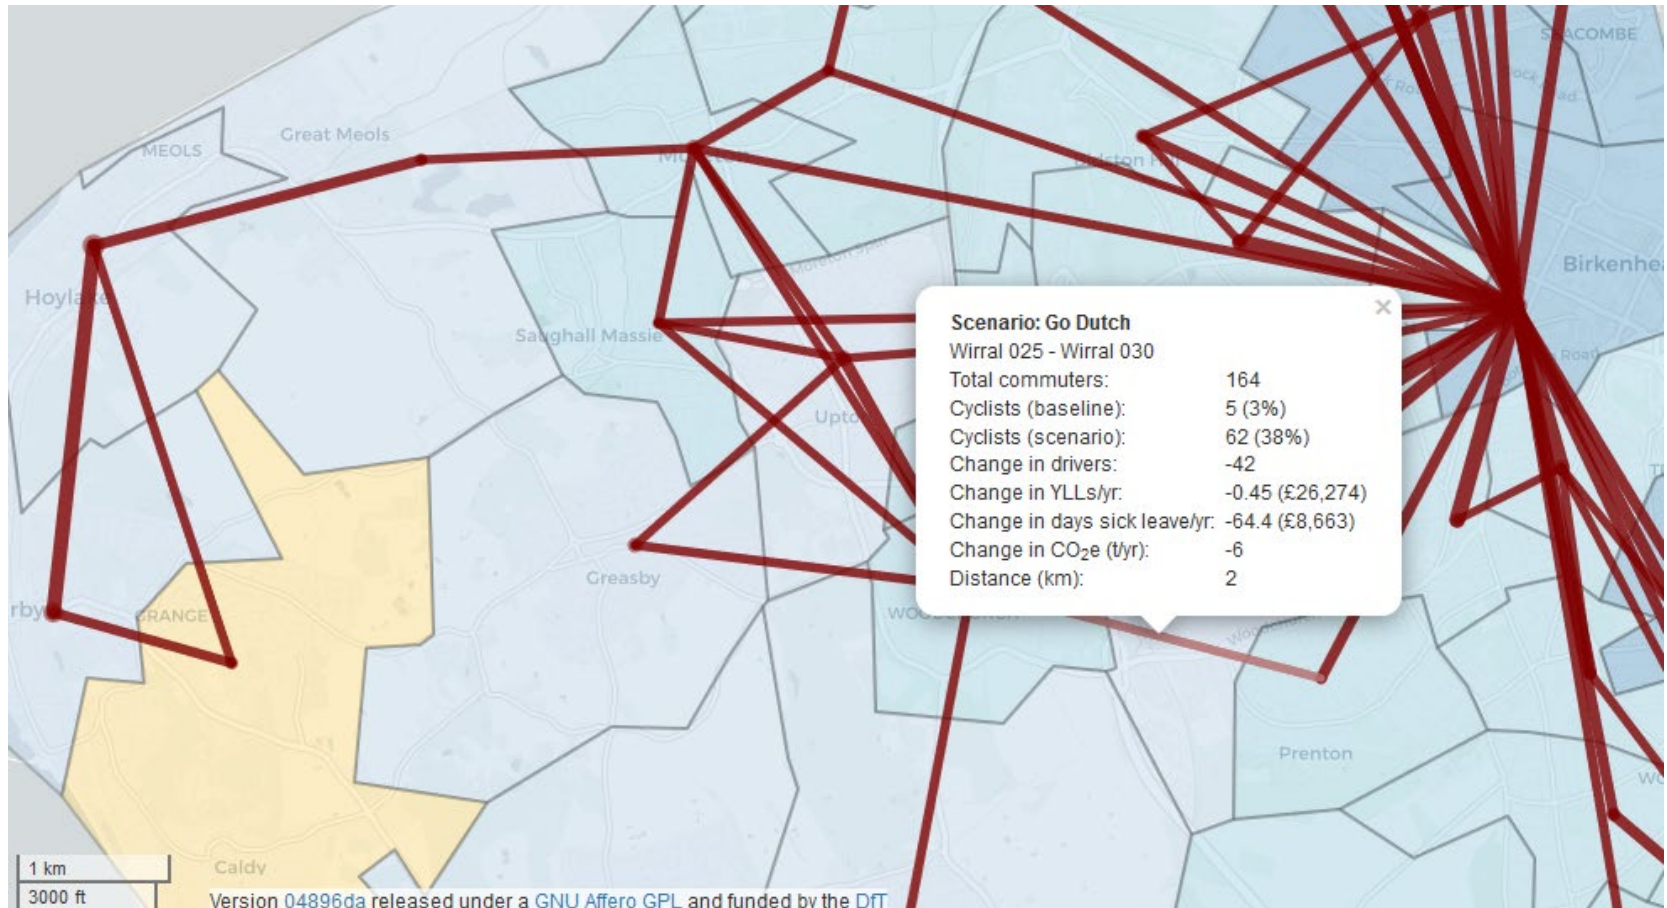 Great Meols
MEOLS
Hoylake
Saughall Massie
Moreton Spur
Greasby
GRANGE
Caldy
Prenton
Scenario: Go Dutch
Wirral 025 - Wirral 030
Total commuters: 164
Cyclists (baseline): 5 (3%)
Cyclists (scenario): 62 (38%)
Change in drivers: -42
Change in YLLs/yr: -0.45 (£26,274)
Change in days sick leave/yr: -64.4 (£8,663)
Change in CO2e (t/yr): -6
Distance (km): 2
1 km
3000 ft
Version 04896da released under a GNU Affero GPL and funded by the DfT